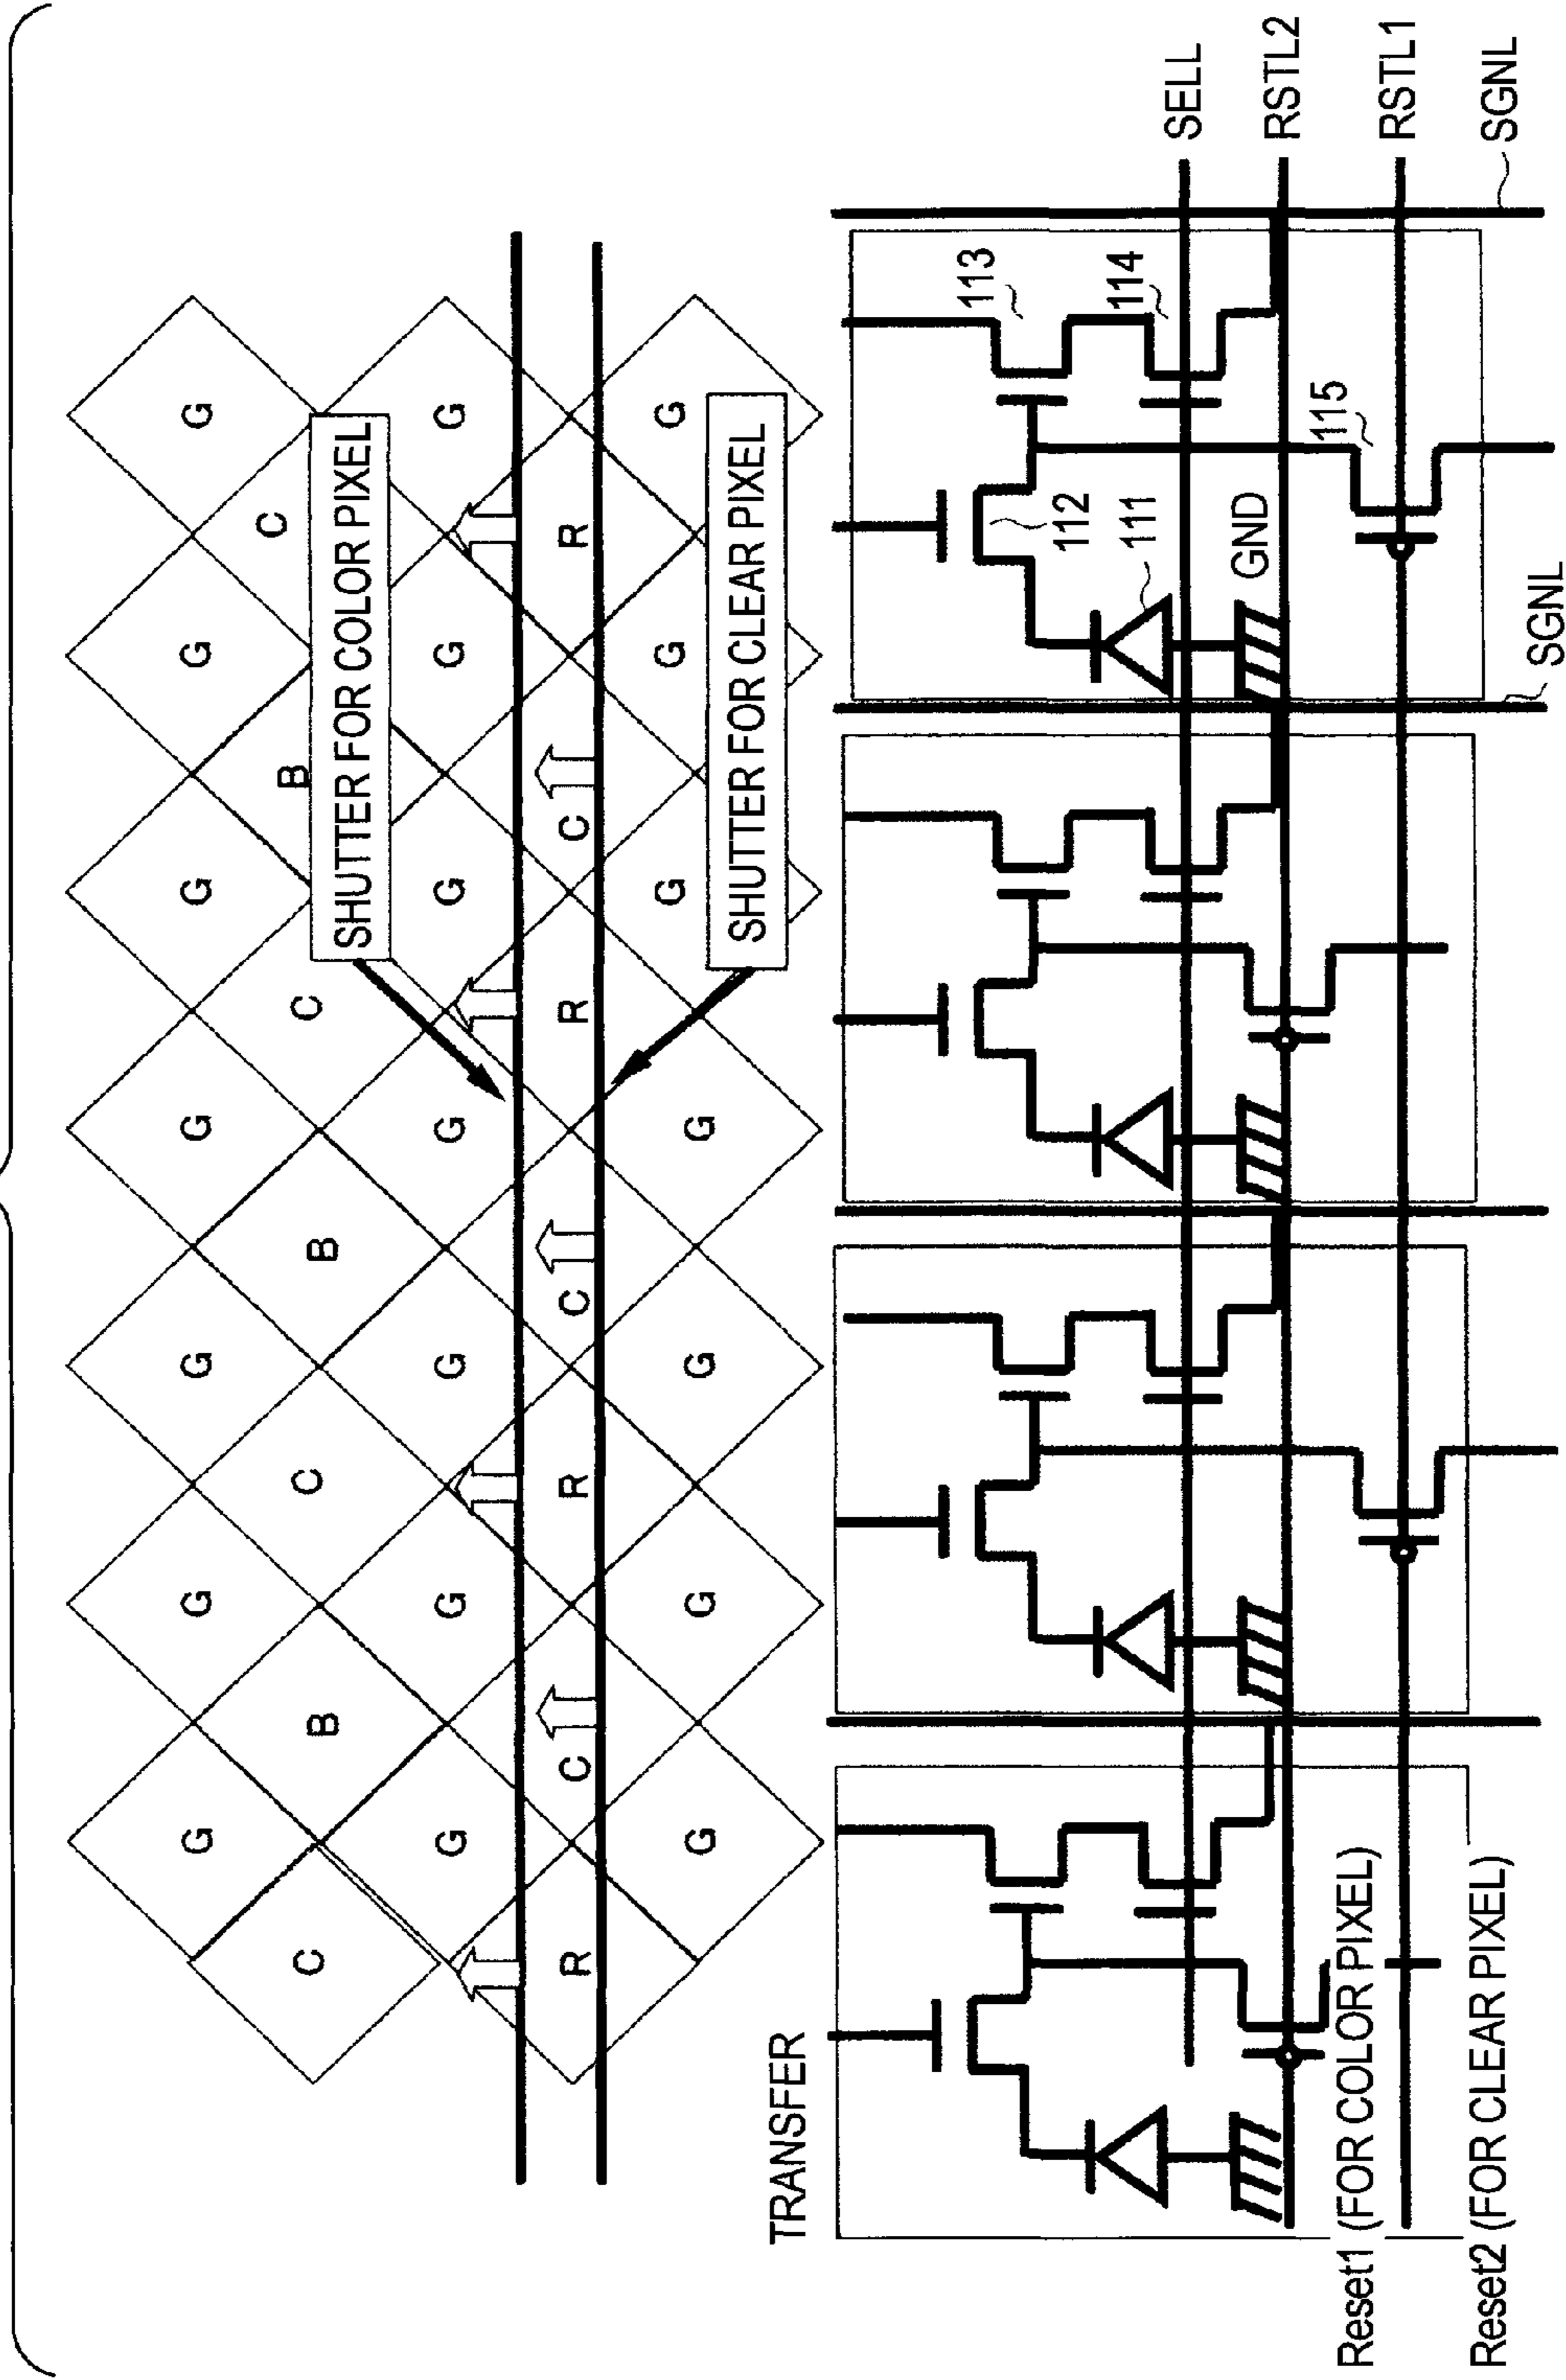 G G G G G G G
C B C B C B C
SHUTTER FOR COLOR PIXEL
G G G G G G G
R C R C R C R
G G G G G G G
SHUTTER FOR CLEAR PIXEL
TRANSFER
113
112
114
111
SELL
GND
RSTL2
115
Reset1 (FOR COLOR PIXEL)
RSTL1
Reset2 (FOR CLEAR PIXEL)
SGNL
SGNL